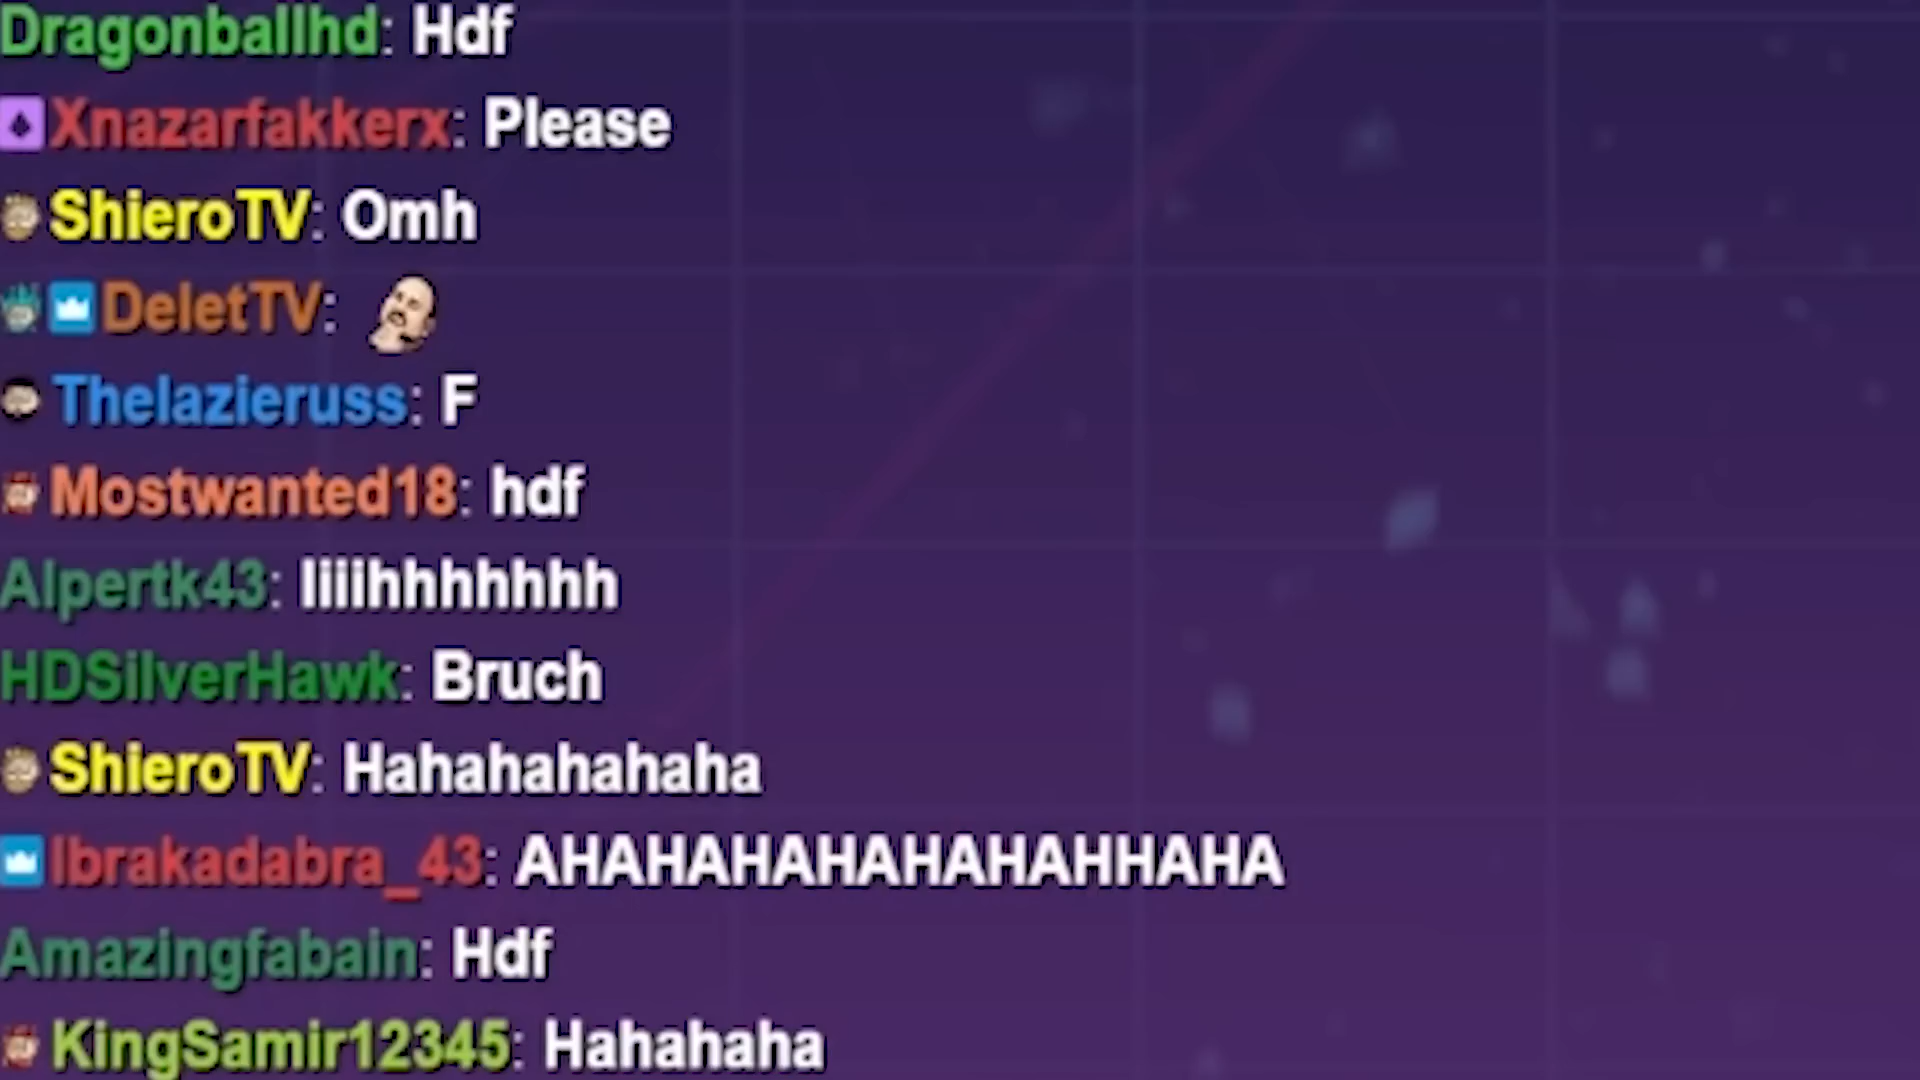 Dragonballhd: Hdf
Xnazarfakkerx: Please
ShieroTV: Omh
DeletTV:
Thelazieruss: F
Mostwanted18: hdf
Alpertk43: Iiiihhhhhhh
HDSilverHawk: Bruch
ShieroTV: Hahahahahaha
Ibrakadabra_43: AHAHAHAHAHAHAHHAHA
Amazingfabain: Hdf
KingSamir12345: Hahahaha